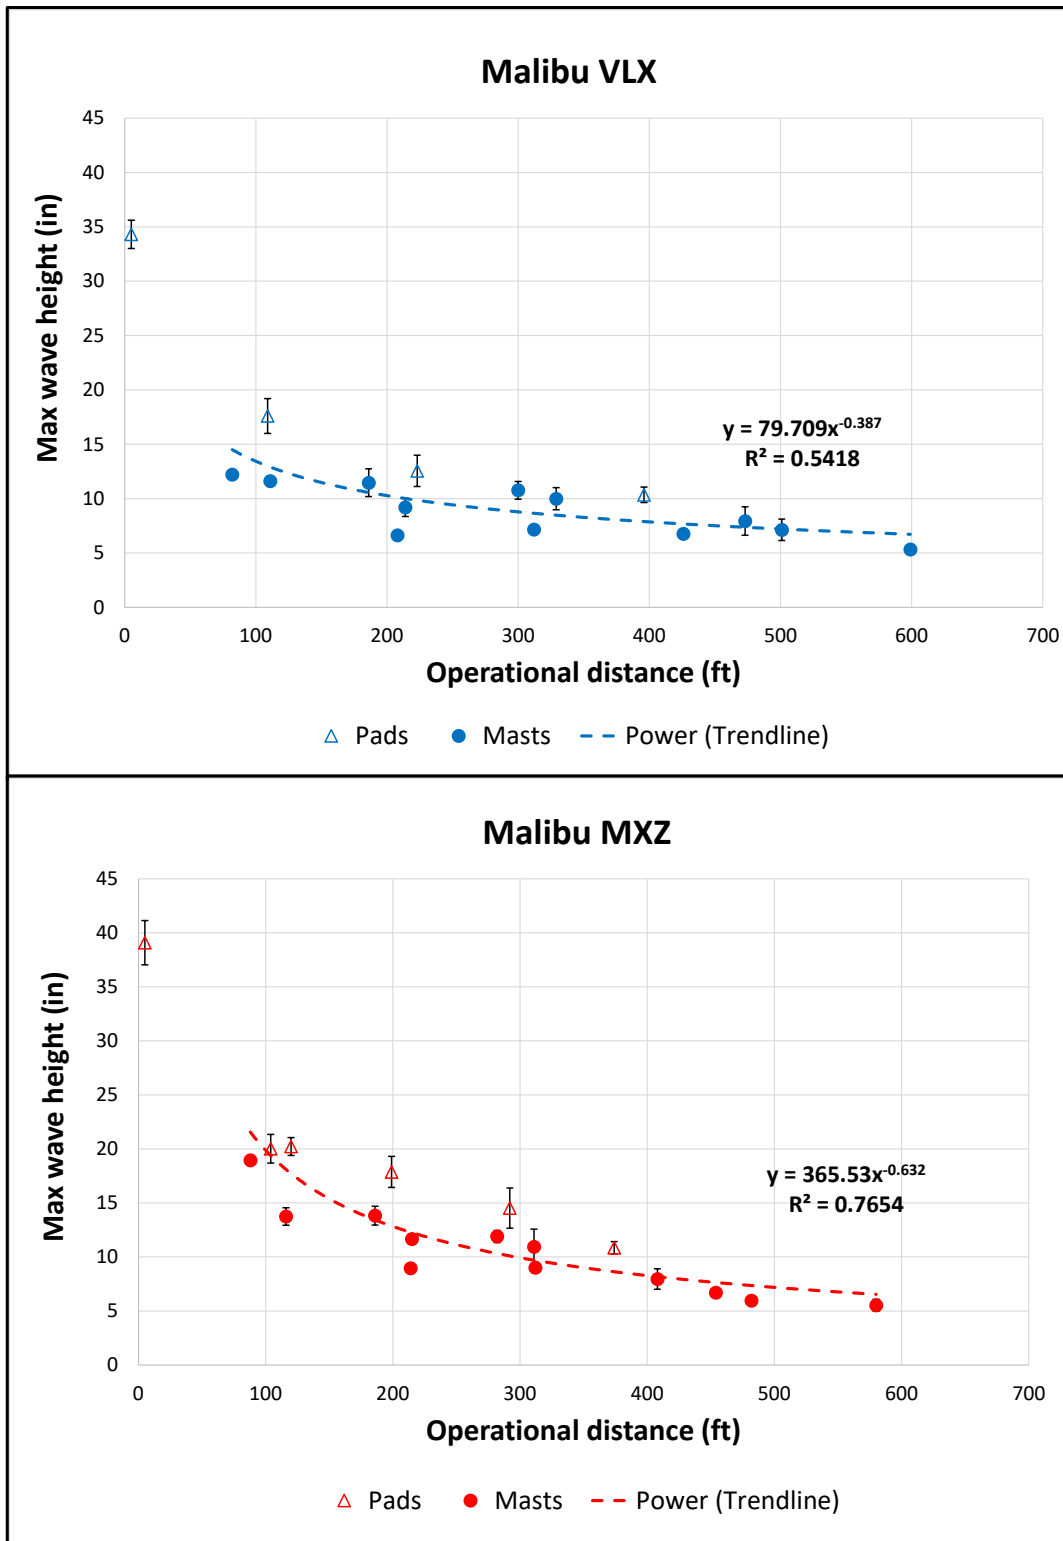 Malibu VLX
45
40
35
30
25
20
15
10
5
0
Max wave height (in)
y = 79.709x^-0.387
R² = 0.5418
0 100 200 300 400 500 600 700
Operational distance (ft)
Pads Masts Power (Trendline)
Malibu MXZ
45
40
35
30
25
20
15
10
5
0
Max wave height (in)
y = 365.53x^-0.632
R² = 0.7654
0 100 200 300 400 500 600 700
Operational distance (ft)
Pads Masts Power (Trendline)